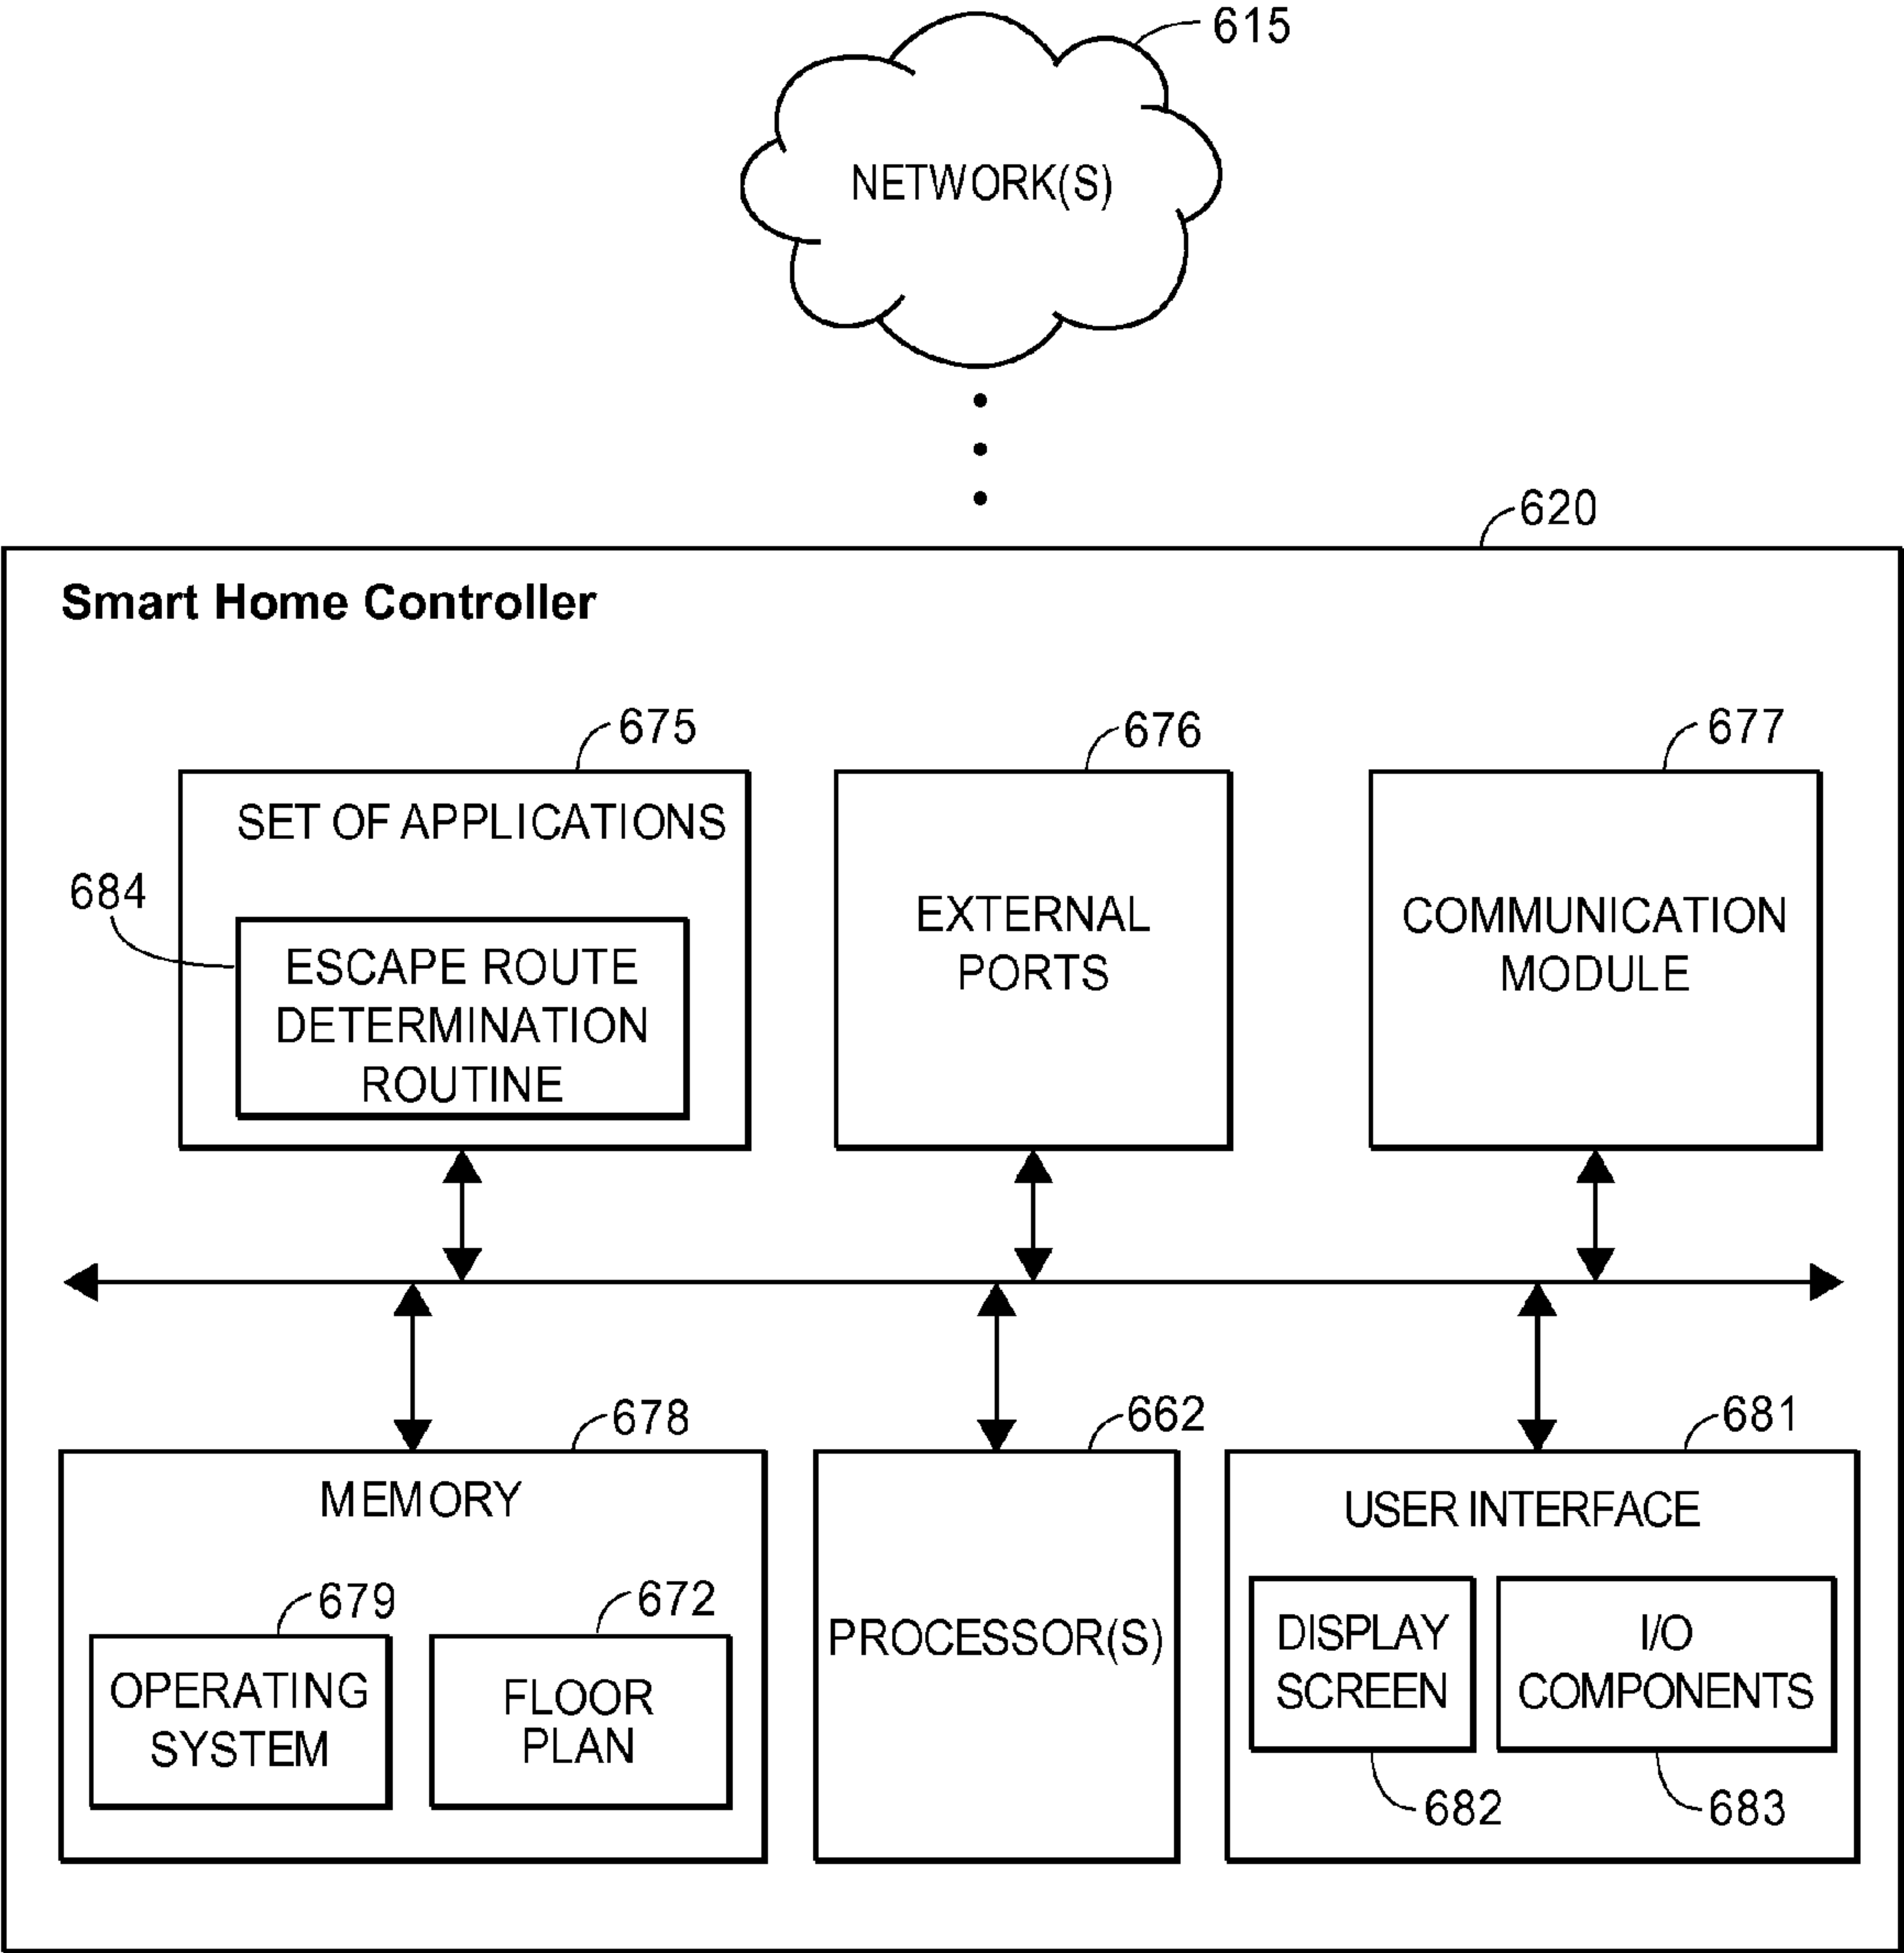 615
NETWORK(S)
620
Smart Home Controller
675
676
677
SET OF APPLICATIONS
684
ESCAPE ROUTE
DETERMINATION
ROUTINE
EXTERNAL
PORTS
COMMUNICATION
MODULE
678
662
681
MEMORY
679
672
OPERATING
SYSTEM
FLOOR
PLAN
PROCESSOR(S)
USER INTERFACE
DISPLAY
SCREEN
I/O
COMPONENTS
682
683